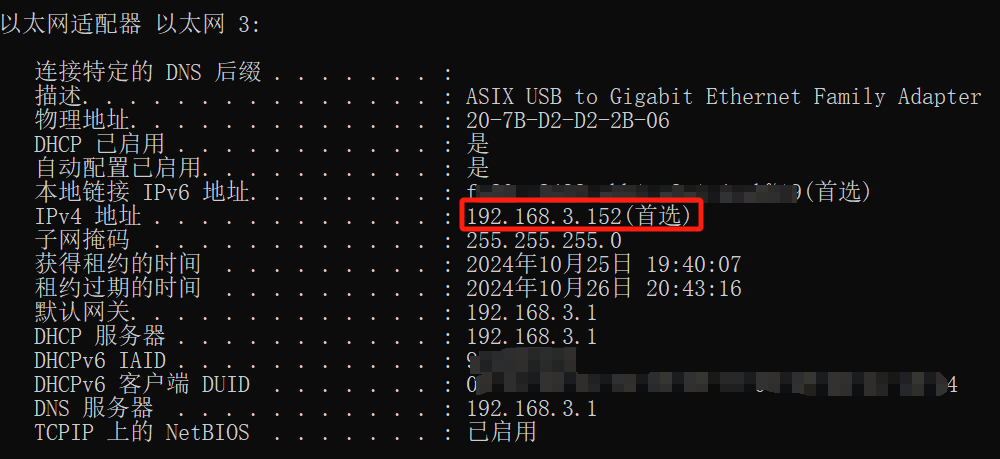 以太网适配器 以太网 3:
连接特定的 DNS 后缀 . . . . . . . :
描述. . . . . . . . . . . . . . . : ASIX USB to Gigabit Ethernet Family Adapter
物理地址. . . . . . . . . . . . . : 20-7B-D2-D2-2B-06
DHCP 已启用 . . . . . . . . . . . : 是
自动配置已启用. . . . . . . . . . : 是
本地链接 IPv6 地址. . . . . . . . : (首选)
IPv4 地址 . . . . . . . . . . . . : 192.168.3.152(首选)
子网掩码 . . . . . . . . . . . . : 255.255.255.0
获得租约的时间 . . . . . . . . . : 2024年10月25日 19:40:07
租约过期的时间 . . . . . . . . . : 2024年10月26日 20:43:16
默认网关. . . . . . . . . . . . . : 192.168.3.1
DHCP 服务器 . . . . . . . . . . . : 192.168.3.1
DHCPv6 IAID . . . . . . . . . . . :
DHCPv6 客户端 DUID . . . . . . . :
DNS 服务器 . . . . . . . . . . . : 192.168.3.1
TCPIP 上的 NetBIOS . . . . . . . : 已启用